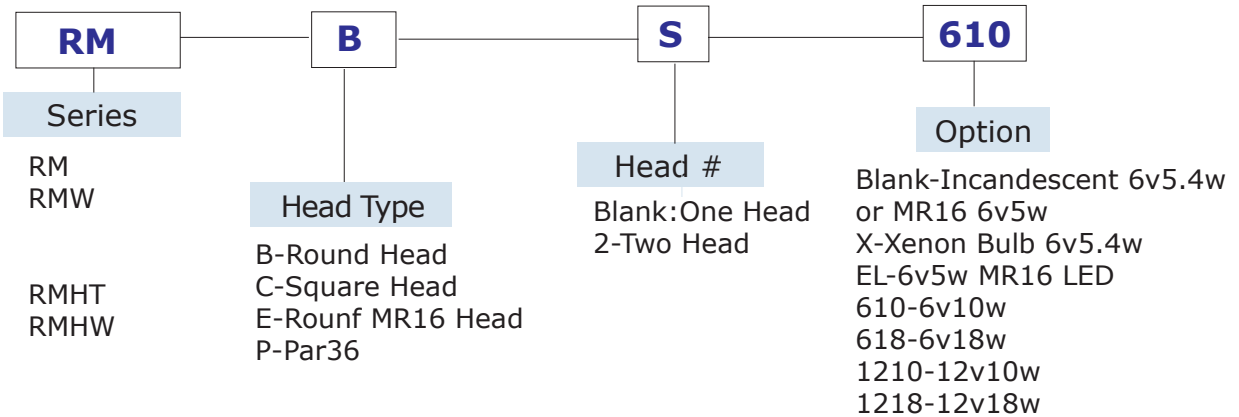 RM B S 610
Series
RM
RMW
RMHT
RMHW
Head Type
B-Round Head
C-Square Head
E-Rounf MR16 Head
P-Par36
Head #
Blank:One Head
2-Two Head
Option
Blank-Incandescent 6v5.4w
or MR16 6v5w
X-Xenon Bulb 6v5.4w
EL-6v5w MR16 LED
610-6v10w
618-6v18w
1210-12v10w
1218-12v18w